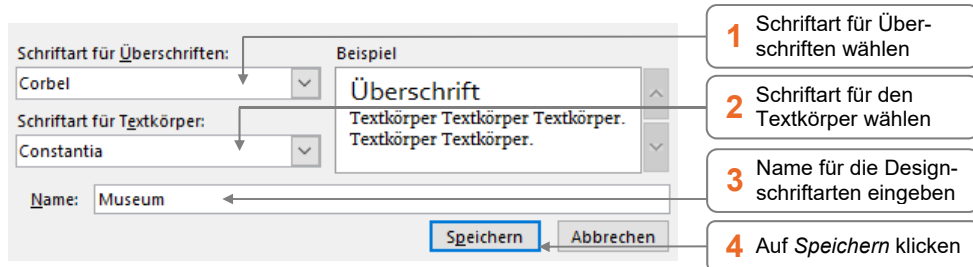 Schriftart für Überschriften:
Corbel
Schriftart für Textkörper:
Constantia
Beispiel
Überschrift
Textkörper Textkörper Textkörper.
Textkörper Textkörper.
Name:
Museum
Speichern
Abbrechen
1
Schriftart für Über-
schriften wählen
2
Schriftart für den
Textkörper wählen
3
Name für die Design-
schriftarten eingeben
4
Auf Speichern klicken